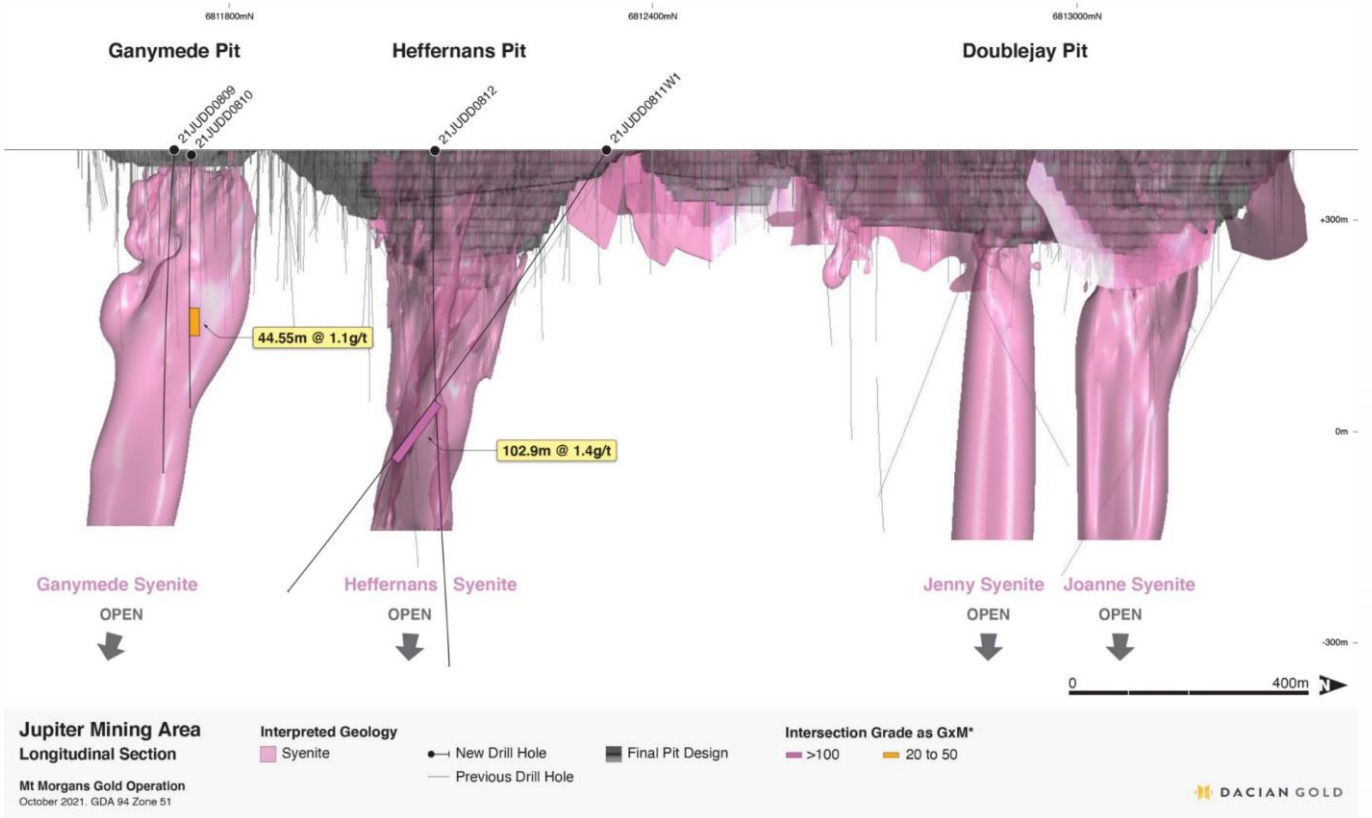 6811800mN
6812400mN
6813000mN
Ganymede Pit
Heffernans Pit
Doublejay Pit
21JUDD0809
21JUDD0810
21JUDD0812
21JUDD0811W1
+300m
44.55m @ 1.1g/t
0m
102.9m @ 1.4g/t
Ganymede Syenite
Heffernans Syenite
Jenny Syenite
Joanne Syenite
OPEN
OPEN
OPEN
OPEN
-300m
0
400m
N
Jupiter Mining Area
Longitudinal Section
Mt Morgans Gold Operation
October 2021. GDA 94 Zone 51
Interpreted Geology
Syenite
New Drill Hole
Previous Drill Hole
Final Pit Design
Intersection Grade as GxM*
>100
20 to 50
DACIAN GOLD